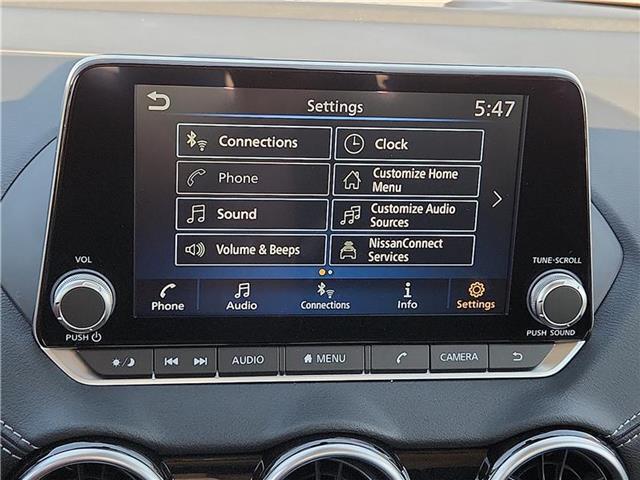 Settings
5:47
Connections
Clock
Phone
Customize Home
Menu
Sound
Customize Audio
Sources
Volume & Beeps
NissanConnect
Services
Phone
Audio
Connections
Info
Settings
VOL
PUSH
TUNE·SCROLL
PUSH SOUND
AUDIO
MENU
CAMERA